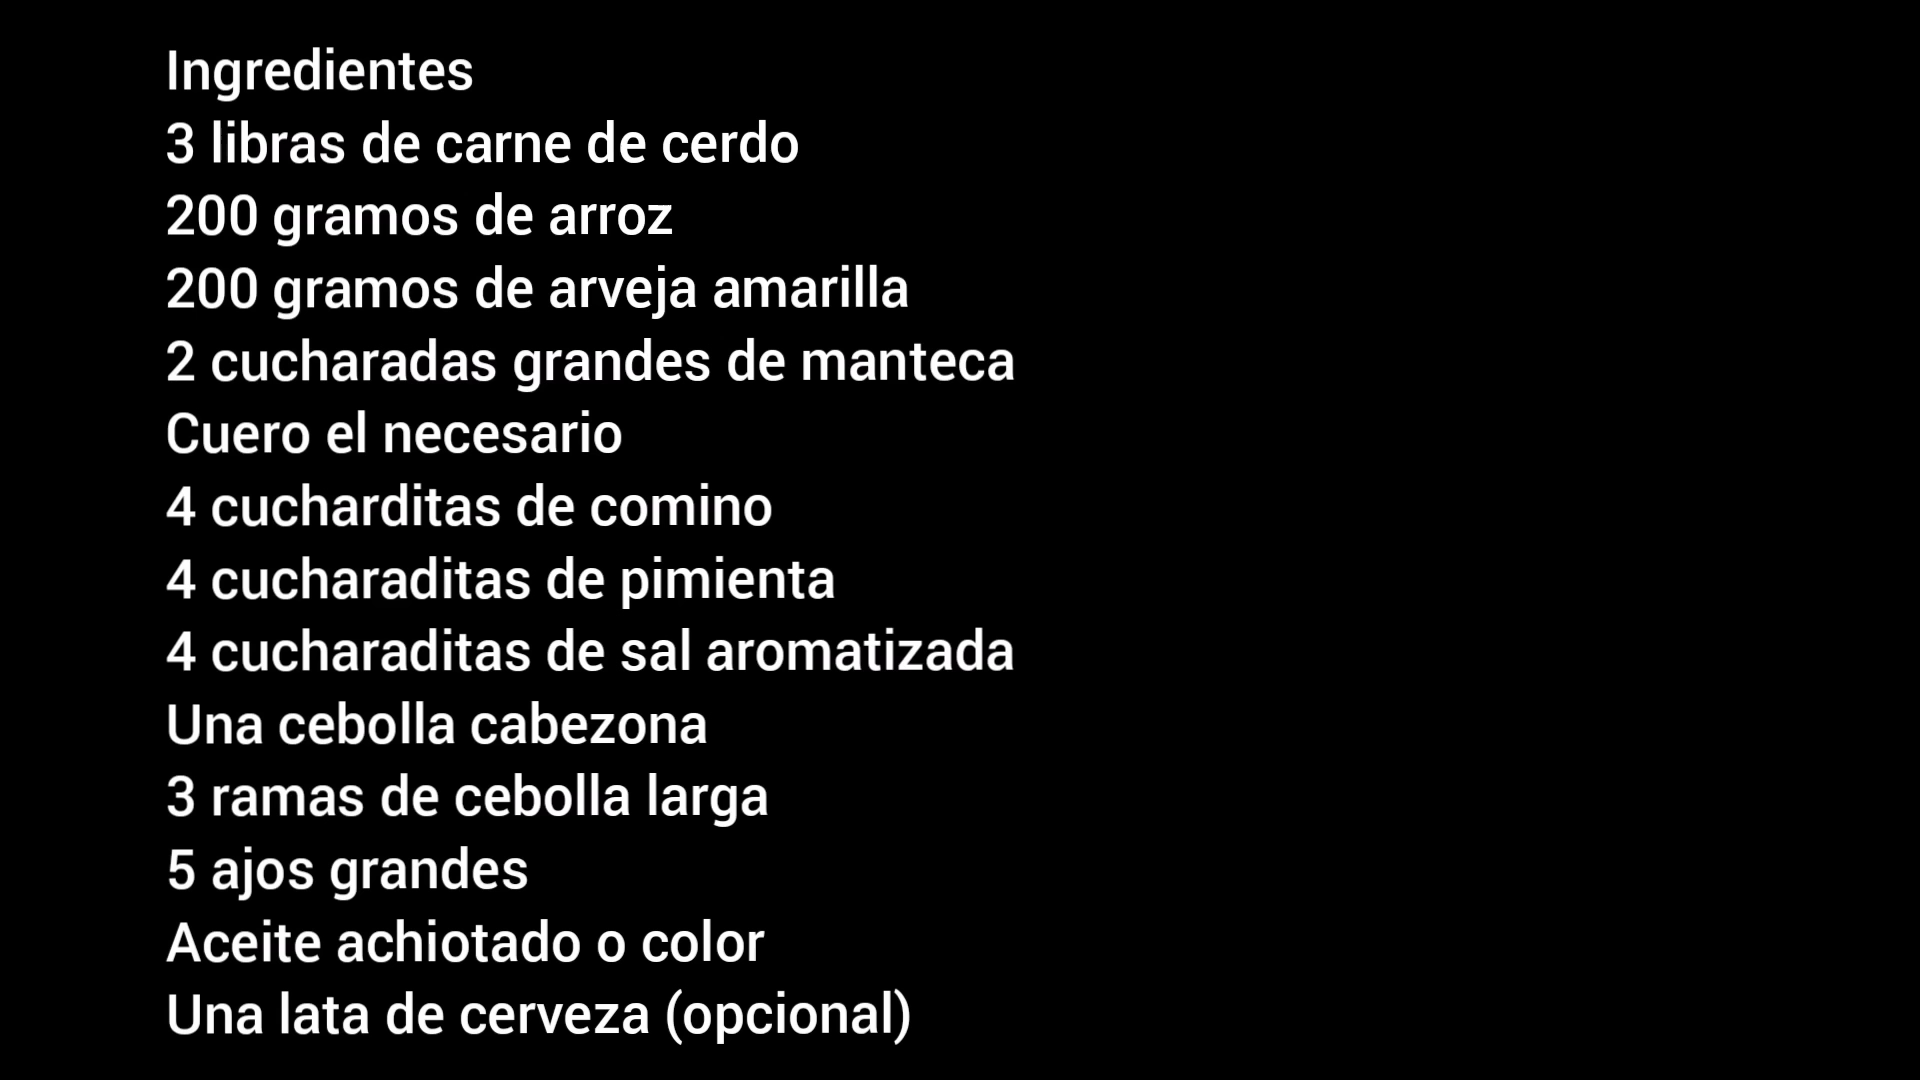 Ingredientes
3 libras de carne de cerdo
200 gramos de arroz
200 gramos de arveja amarilla
2 cucharadas grandes de manteca
Cuero el necesario
4 cucharditas de comino
4 cucharaditas de pimienta
4 cucharaditas de sal aromatizada
Una cebolla cabezona
3 ramas de cebolla larga
5 ajos grandes
Aceite achiotado o color
Una lata de cerveza (opcional)